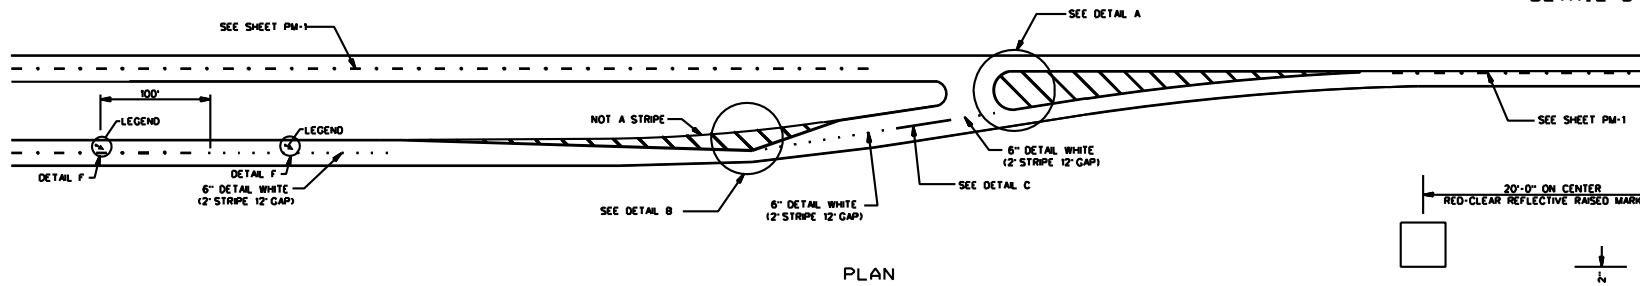 SEE SHEET PM-1
SEE DETAIL A
100'
LEGEND
LEGEND
NOT A STRIPE
SEE SHEET PM-1
DETAIL F
DETAIL F
6" DETAIL WHITE
(2' STRIPE 12' GAP)
6" DETAIL WHITE
(2' STRIPE 12' GAP)
SEE DETAIL C
SEE DETAIL B
6" DETAIL WHITE
(2' STRIPE 12' GAP)
20'-0" ON CENTER
RED-CLEAR REFLECTIVE RAISED MARK
PLAN
2'